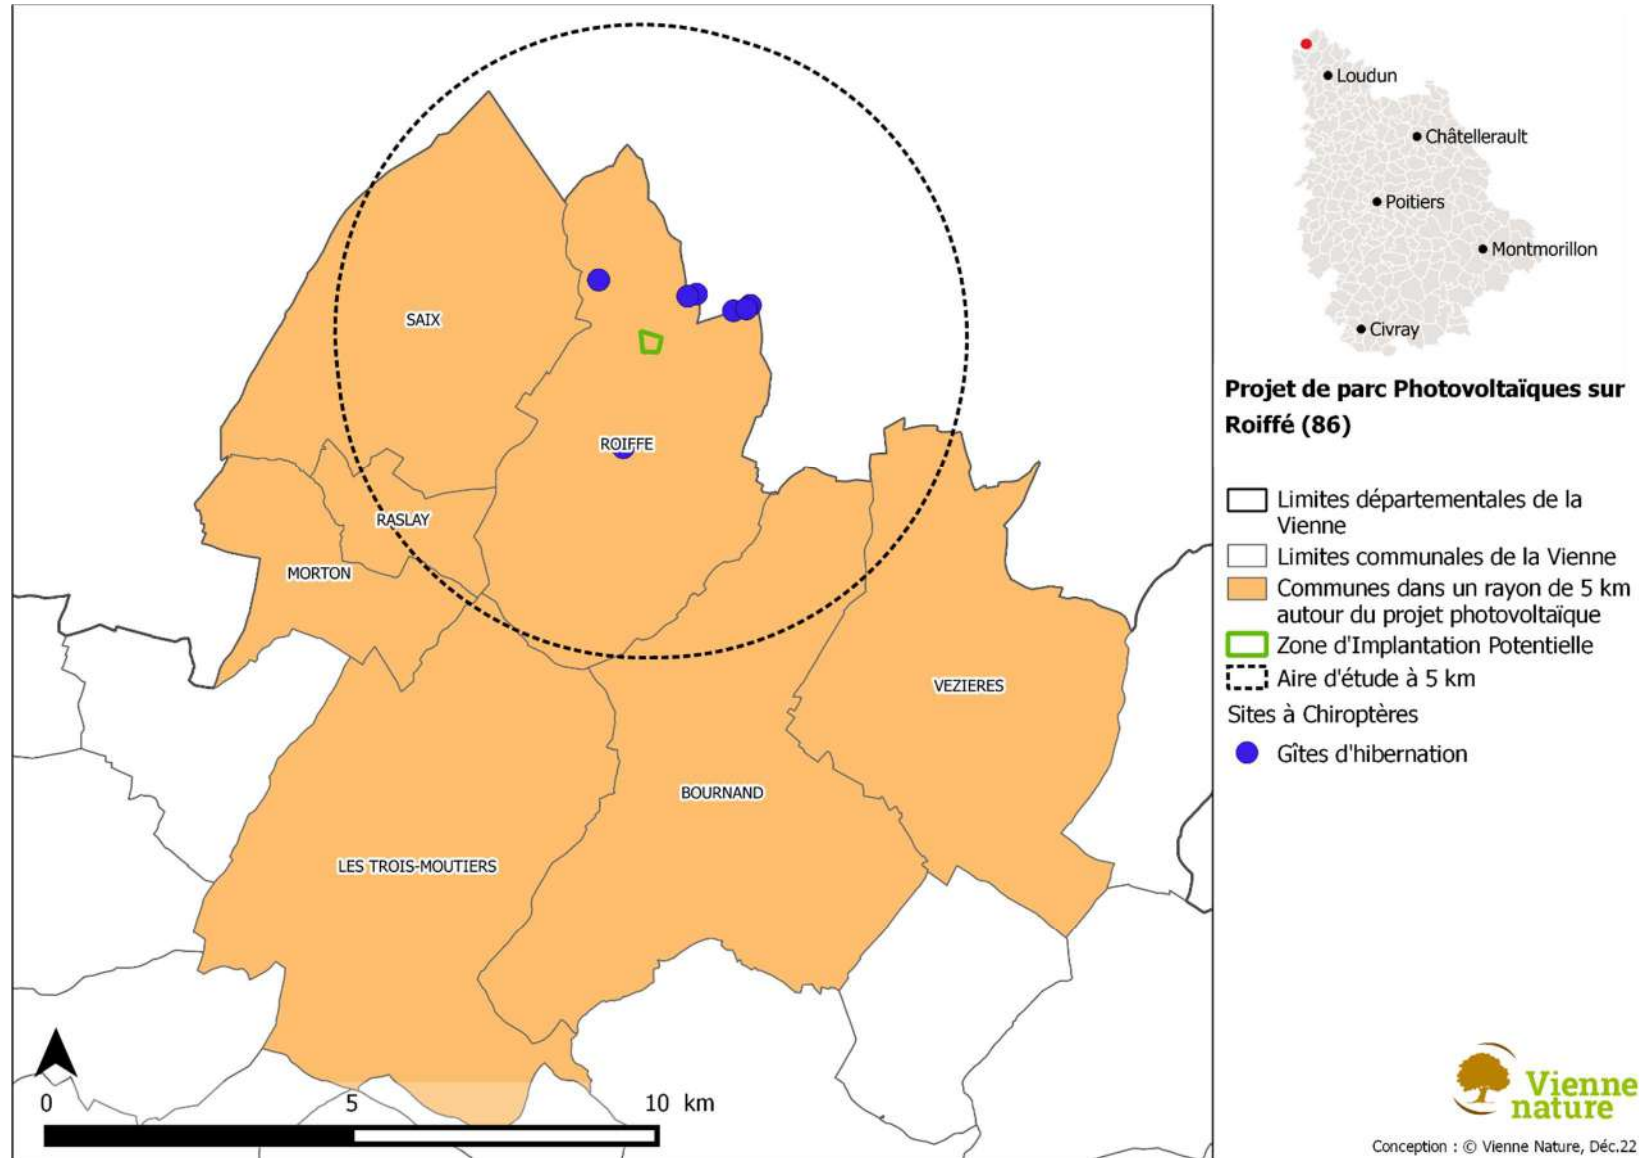 SAIX
ROIFFE
RASLAY
MORTON
VEZIERES
BOURNAND
LES TROIS-MOUTIERS
0
5
10 km
Loudun
Châtellerault
Poitiers
Montmorillon
Civray
Projet de parc Photovoltaïques sur
Roiffé (86)
Limites départementales de la
Vienne
Limites communales de la Vienne
Communes dans un rayon de 5 km
autour du projet photovoltaïque
Zone d'Implantation Potentielle
Aire d'étude à 5 km
Sites à Chiroptères
Gîtes d'hibernation
Vienne
nature
Conception : © Vienne Nature, Déc.22